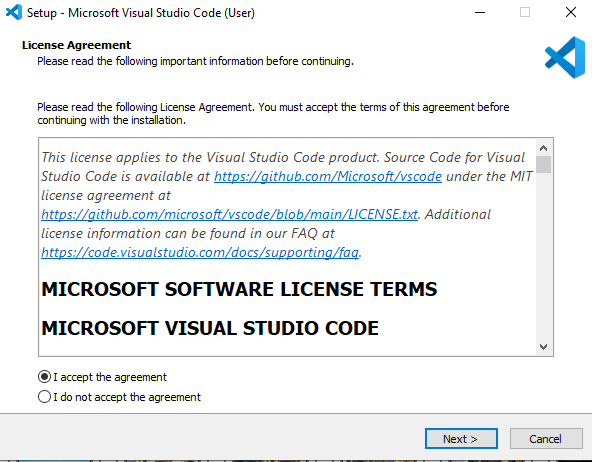 Setup - Microsoft Visual Studio Code (User)
License Agreement
Please read the following important information before continuing.
Please read the following License Agreement. You must accept the terms of this agreement before
continuing with the installation.
This license applies to the Visual Studio Code product. Source Code for Visual
Studio Code is available at https://github.com/Microsoft/vscode under the MIT
license agreement at
https://github.com/microsoft/vscode/blob/main/LICENSE.txt. Additional
license information can be found in our FAQ at
https://code.visualstudio.com/docs/supporting/faq.
MICROSOFT SOFTWARE LICENSE TERMS
MICROSOFT VISUAL STUDIO CODE
I accept the agreement
I do not accept the agreement
Next >
Cancel